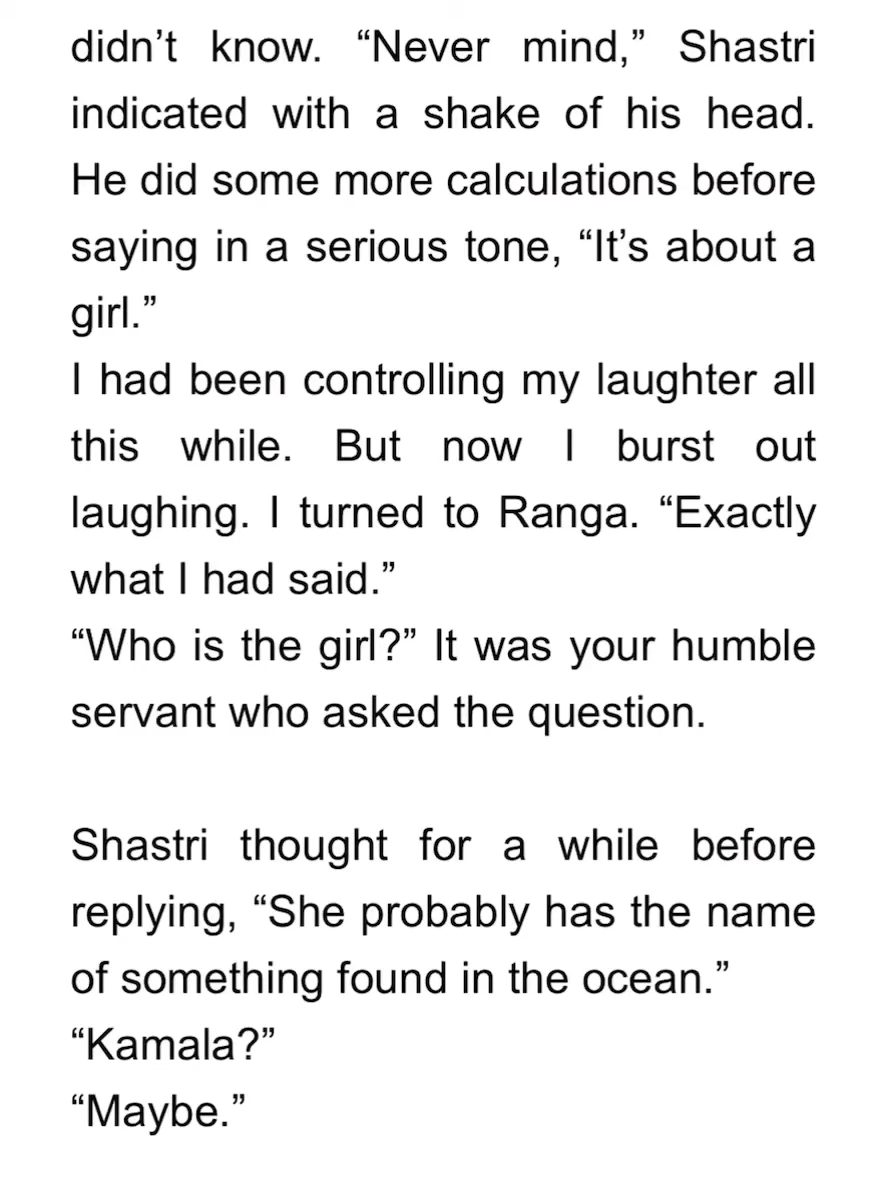 didn’t know. “Never mind,” Shastri
indicated with a shake of his head.
He did some more calculations before
saying in a serious tone, “It’s about a
girl.”
I had been controlling my laughter all
this while. But now I burst out
laughing. I turned to Ranga. “Exactly
what I had said.”
“Who is the girl?” It was your humble
servant who asked the question.
Shastri thought for a while before
replying, “She probably has the name
of something found in the ocean.”
“Kamala?”
“Maybe.”